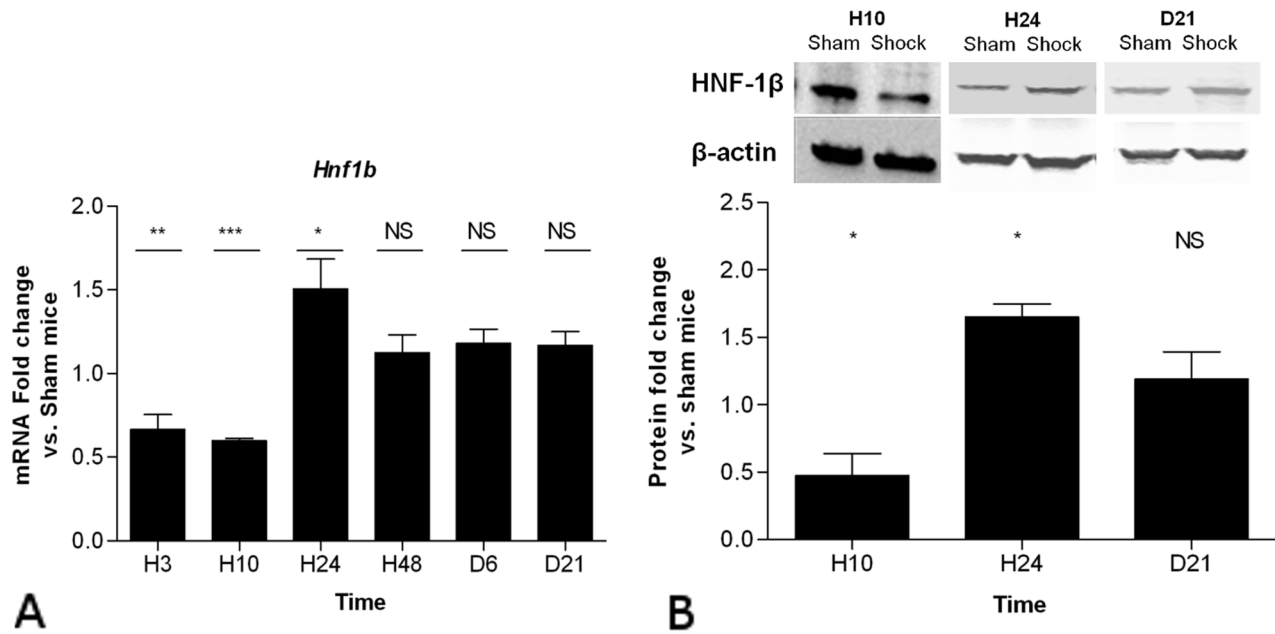 Hnf1b
mRNA Fold change
vs. Sham mice
2.0
1.5
1.0
0.5
0.0
** *** * NS NS NS
H3 H10 H24 H48 D6 D21
Time
A
H10 H24 D21
Sham Shock Sham Shock Sham Shock
HNF-1β
β-actin
Protein fold change
vs. sham mice
2.5
2.0
1.5
1.0
0.5
0.0
* * NS
H10 H24 D21
Time
B